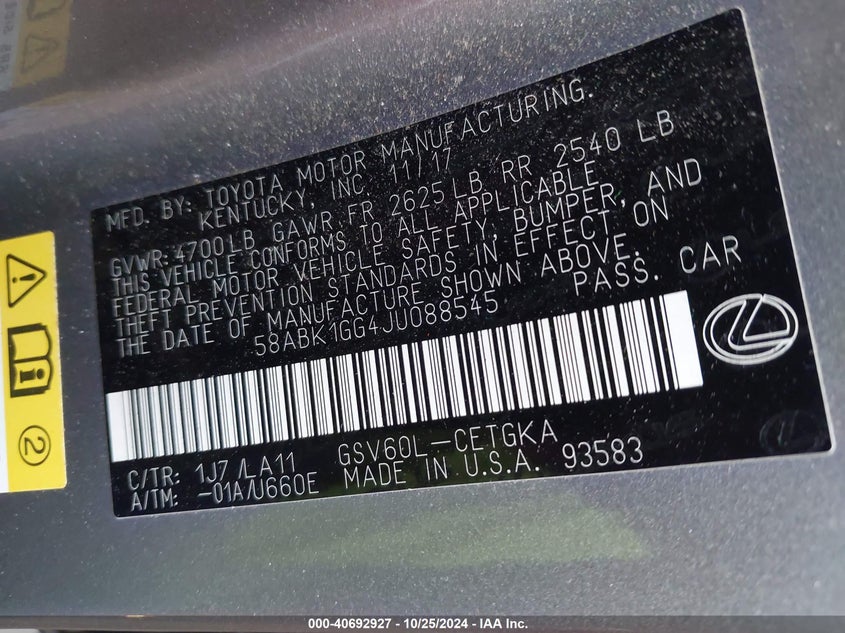 MFD. BY: TOYOTA MOTOR MANUFACTURING.
KENTUCKY, INC. 11/17
GVWR: 4700 LB, GAWR FR 2625 LB RR 2540 LB
THIS VEHICLE CONFORMS TO ALL APPLICABLE
FEDERAL MOTOR VEHICLE SAFETY, BUMPER, AND
THEFT PREVENTION STANDARDS IN EFFECT ON
THE DATE OF MANUFACTURE SHOWN ABOVE.
58ABK1GG4JU088545 PASS. CAR
C/TR: 1J7 /LA11 GSV60L-CETGKA
A/TM: -01A/U660E MADE IN U.S.A. 93583
2
000-40692927 - 10/25/2024 - IAA Inc.